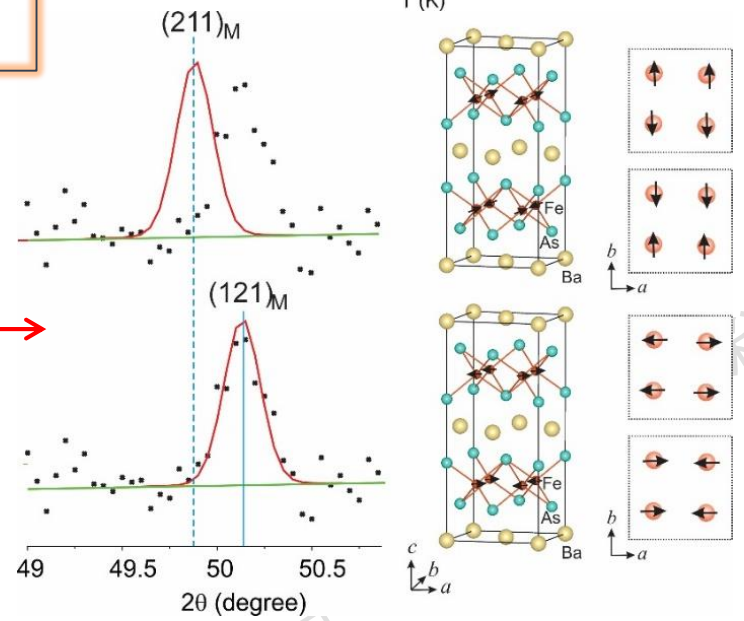 T (K)
(211)M
Fe
As
Ba
b
a
(121)M
Fe
As
Ba
b
a
c
b
a
49
49.5
50
50.5
2θ (degree)